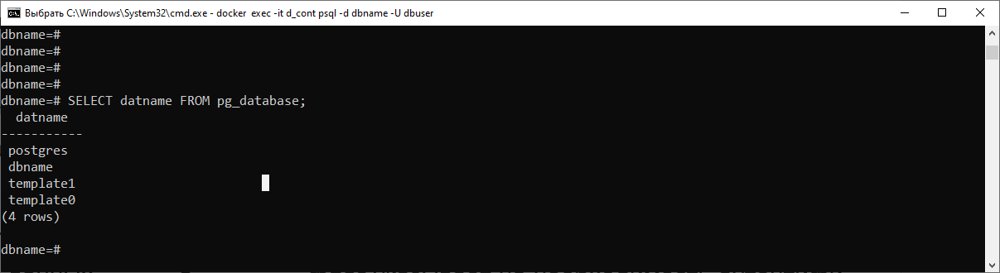 Выбрать C:\Windows\System32\cmd.exe - docker  exec -it d_cont psql -d dbname -U dbuser
dbname=#
dbname=#
dbname=#
dbname=#
dbname=# SELECT datname FROM pg_database;
  datname
-----------
 postgres
 dbname
 template1
 template0
(4 rows)

dbname=#